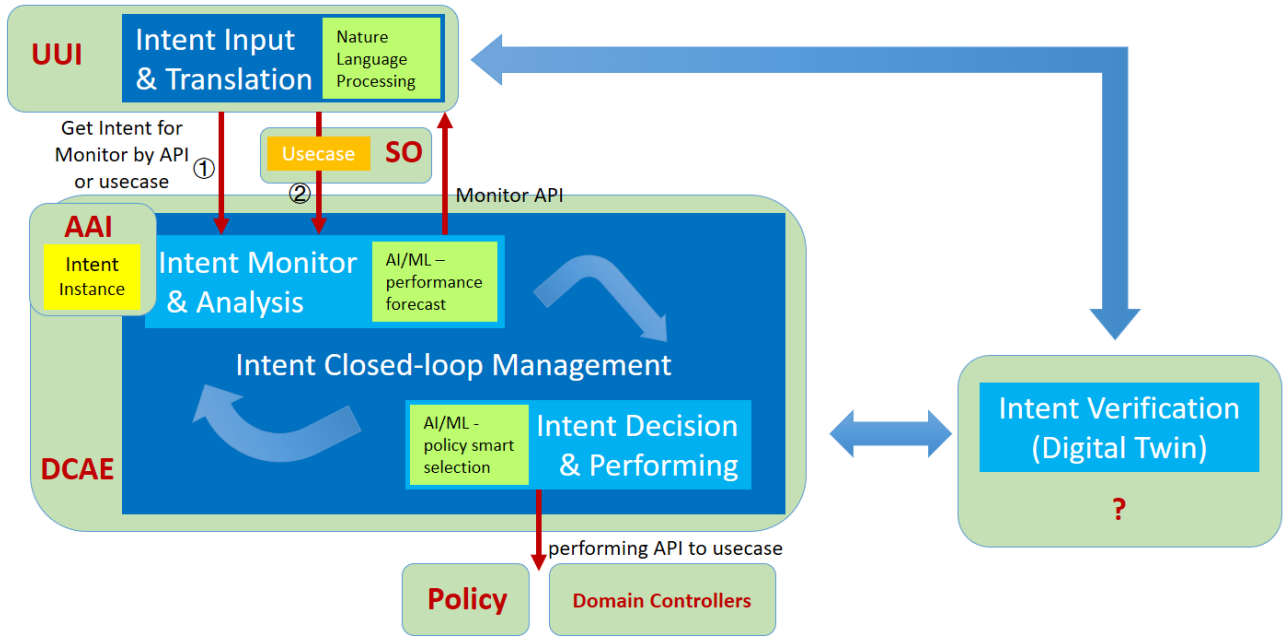 UUI
Intent Input
& Translation
Nature
Language
Processing
Get Intent for
Monitor by API
or usecase
①
Usecase
SO
②
Monitor API
AAI
Intent
Instance
Intent Monitor
& Analysis
AI/ML –
performance
forecast
Intent Closed-loop Management
AI/ML -
policy smart
selection
Intent Decision
& Performing
DCAE
Intent Verification
(Digital Twin)
?
performing API to usecase
Policy
Domain Controllers